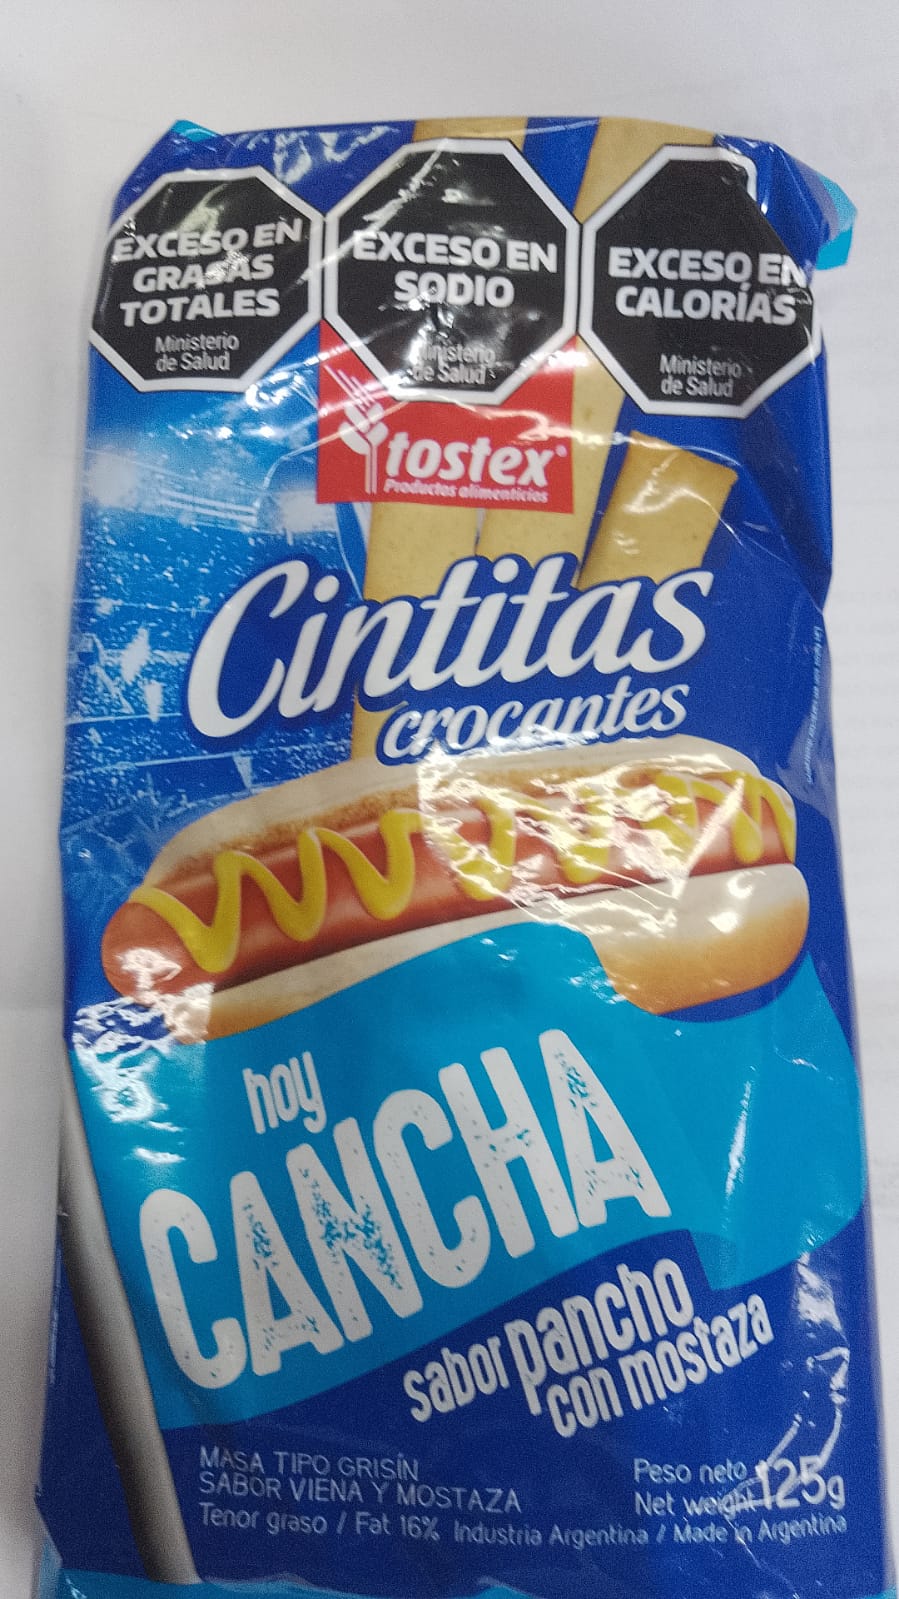 EXCESO EN
GRASAS
TOTALES
Ministerio
de Salud
EXCESO EN
SODIO
Ministerio
de Salud
EXCESO EN
CALORÍAS
Ministerio
de Salud
tostex®
Productos alimenticios
Cintitas
crocantes
hoy
CANCHA
sabor pancho
con mostaza
MASA TIPO GRISÍN
SABOR VIENA Y MOSTAZA
Tenor graso / Fat 16% Industria Argentina / Made in Argentina
Peso neto
Net weight 125g